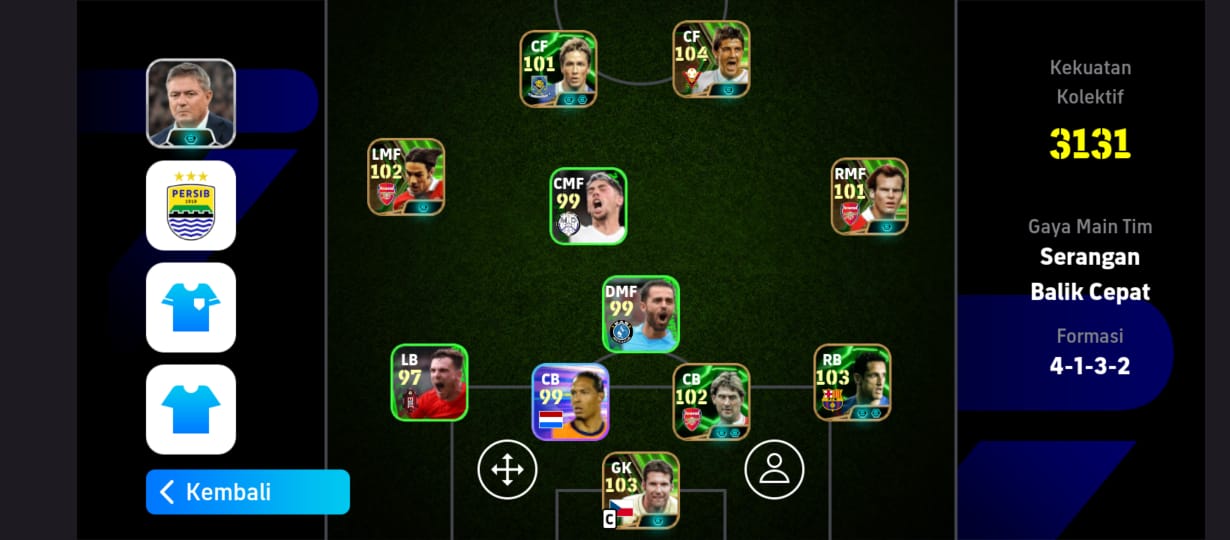 CF
101
CF
104
Kekuatan
Kolektif
3131
LMF
102
CMF
99
RMF
101
PERSIB
1919
Gaya Main Tim
Serangan
Balik Cepat
DMF
99
Formasi
4-1-3-2
LB
97
CB
99
CB
102
RB
103
Kembali
GK
103
C